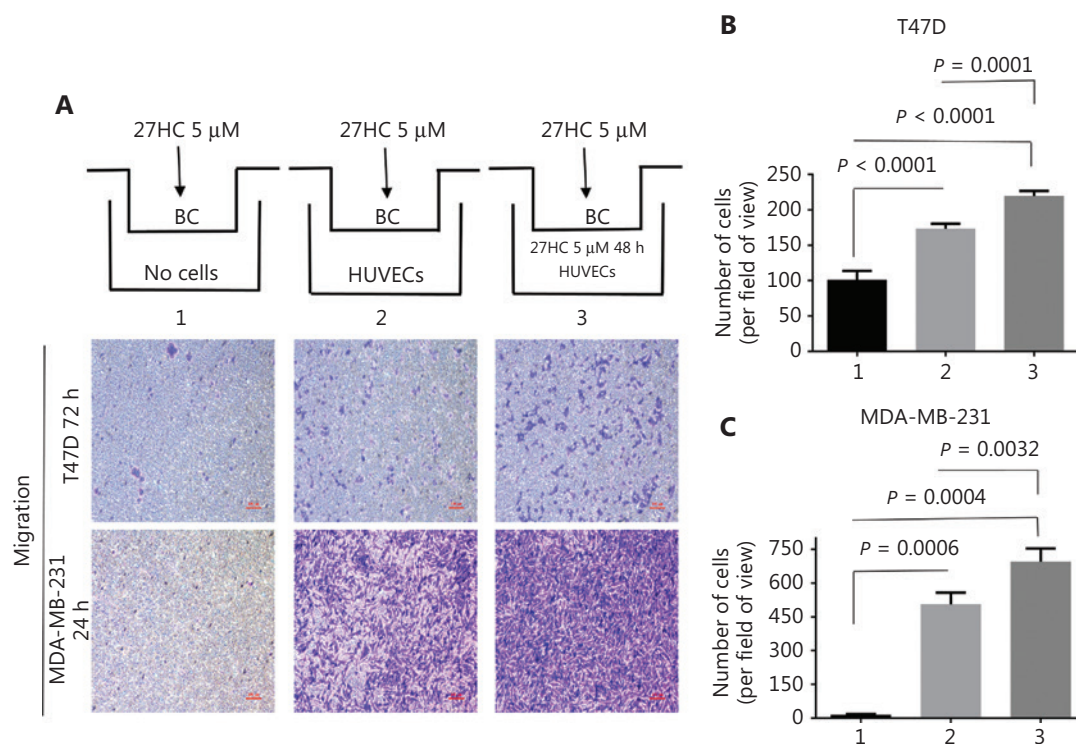 A
27HC 5 μM 27HC 5 μM 27HC 5 μM
BC BC BC
No cells HUVECs 27HC 5 μM 48 h
HUVECs
1 2 3
Migration
T47D 72 h
MDA-MB-231
24 h
B
T47D
P = 0.0001
P < 0.0001
P < 0.0001
Number of cells
(per field of view)
250
200
150
100
50
0
1 2 3
C
MDA-MB-231
P = 0.0032
P = 0.0004
P = 0.0006
Number of cells
(per field of view)
750
600
450
300
150
0
1 2 3